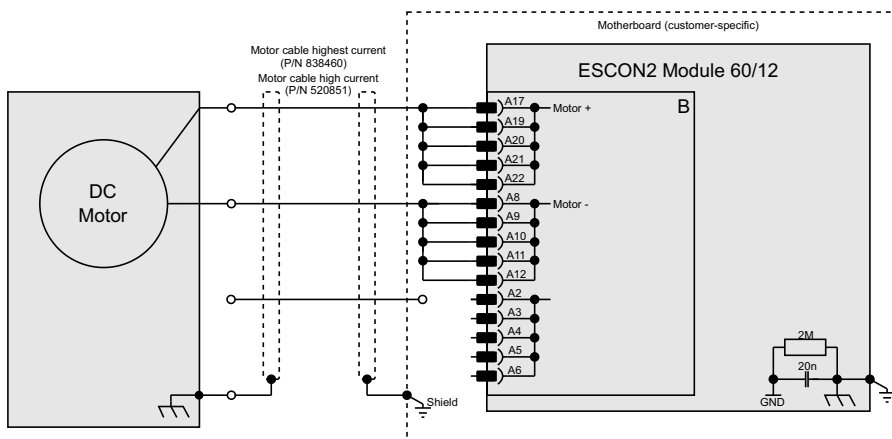 Motherboard (customer-specific)
Motor cable highest current
(P/N 838460)
Motor cable high current
(P/N 520851)
ESCON2 Module 60/12
B
DC
Motor
A17
Motor +
A19
A20
A21
A22
A8
Motor -
A9
A10
A11
A12
A2
A3
A4
A5
A6
2M
20n
GND
Shield